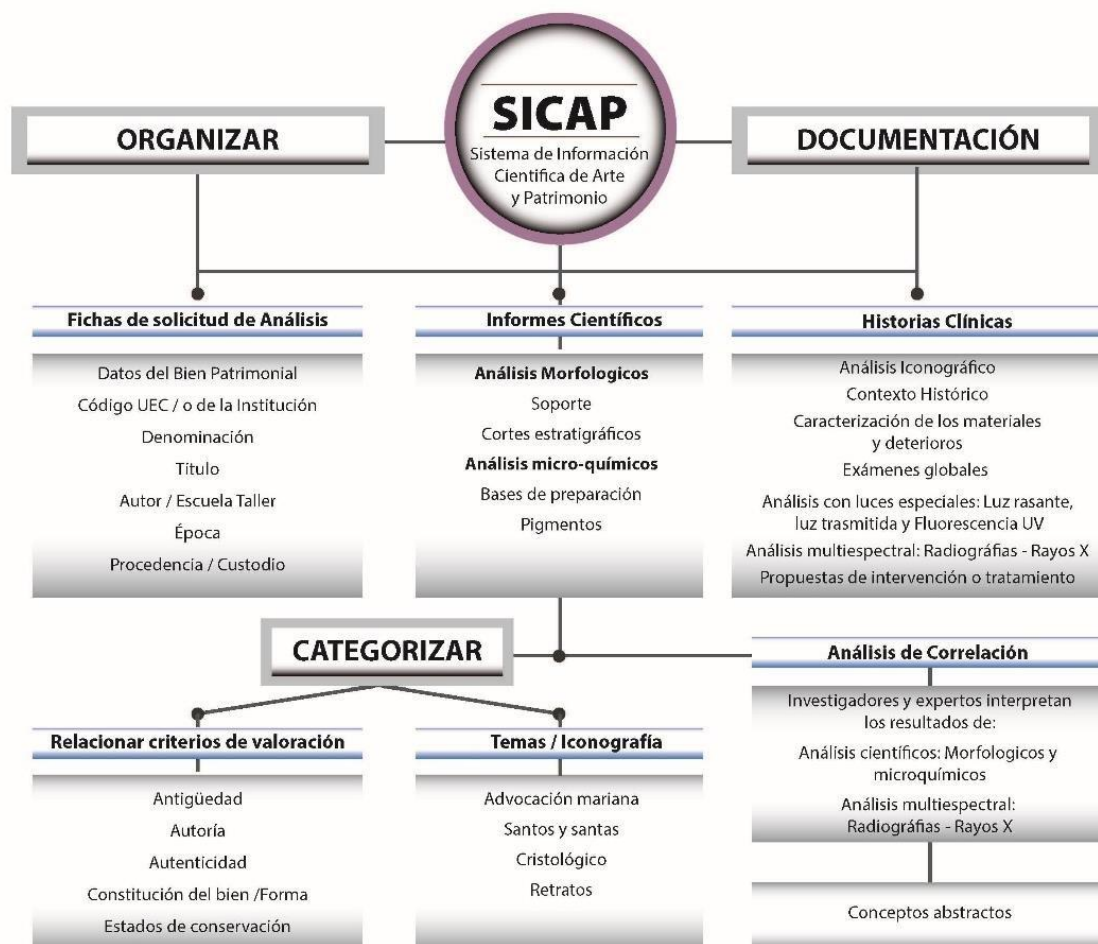 SICAP
Sistema de Información
Científica de Arte
y Patrimonio
ORGANIZAR
DOCUMENTACIÓN
Fichas de solicitud de Análisis
Datos del Bien Patrimonial
Código UEC / o de la Institución
Denominación
Título
Autor / Escuela Taller
Época
Procedencia / Custodio
Informes Científicos
Análisis Morfologicos
Soporte
Cortes estratigráficos
Análisis micro-químicos
Bases de preparación
Pigmentos
Historias Clínicas
Análisis Iconográfico
Contexto Histórico
Caracterización de los materiales
y deterioros
Exámenes globales
Análisis con luces especiales: Luz rasante,
luz trasmitida y Fluorescencia UV
Análisis multiespectral: Radiográfias - Rayos X
Propuestas de intervención o tratamiento
CATEGORIZAR
Relacionar criterios de valoración
Antigüedad
Autoría
Autenticidad
Constitución del bien /Forma
Estados de conservación
Temas / Iconografía
Advocación mariana
Santos y santas
Cristológico
Retratos
Análisis de Correlación
Investigadores y expertos interpretan
los resultados de:
Análisis científicos: Morfologicos y
microquímicos
Análisis multiespectral:
Radiográfias - Rayos X
Conceptos abstractos